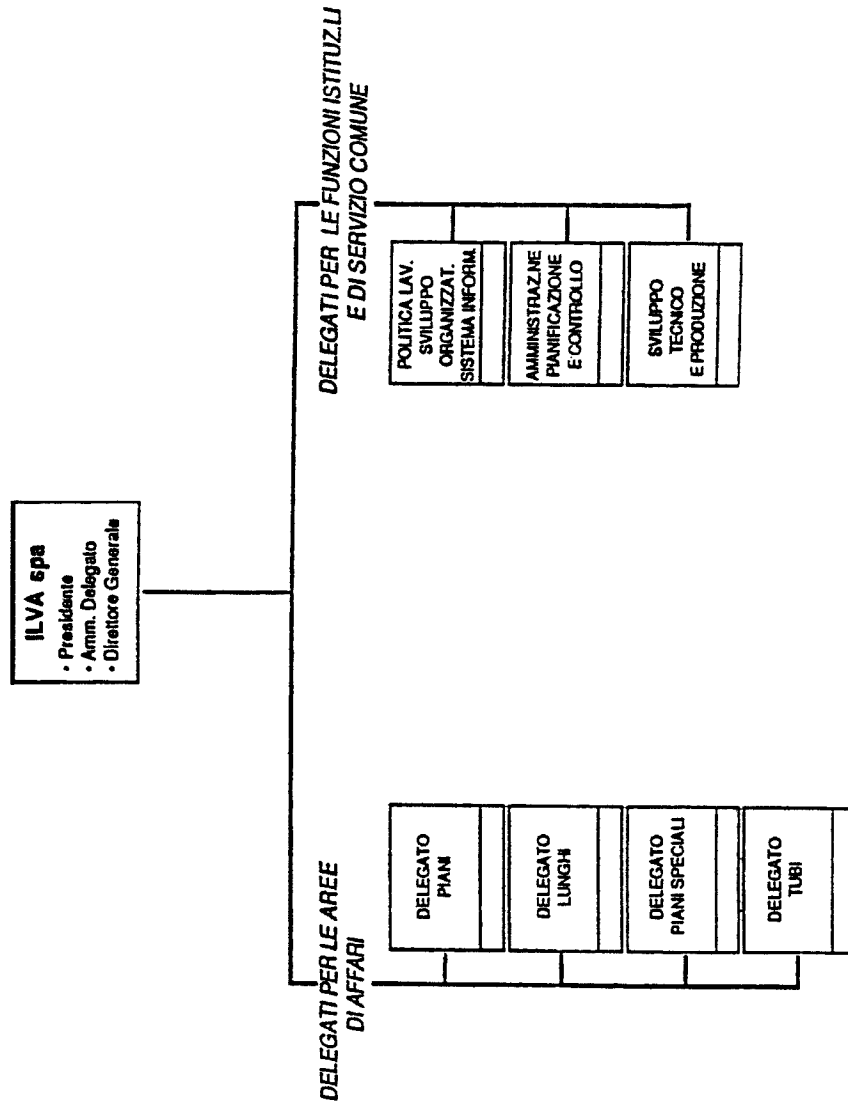 ILVA spa
• Presidente
• Amm. Delegato
• Direttore Generale
DELEGATI PER LE AREE
DI AFFARI
DELEGATO
PIANI
DELEGATO
LUNGHI
DELEGATO
PIANI SPECIALI
DELEGATO
TUBI
DELEGATI PER LE FUNZIONI ISTITUZ.LI
E DI SERVIZIO COMUNE
POLITICA LAV.
SVILUPPO
ORGANIZZAT.
SISTEMA INFORM.
AMMINISTRAZ.NE
PIANIFICAZIONE
E CONTROLLO
SVILUPPO
TECNICO
E PRODUZIONE